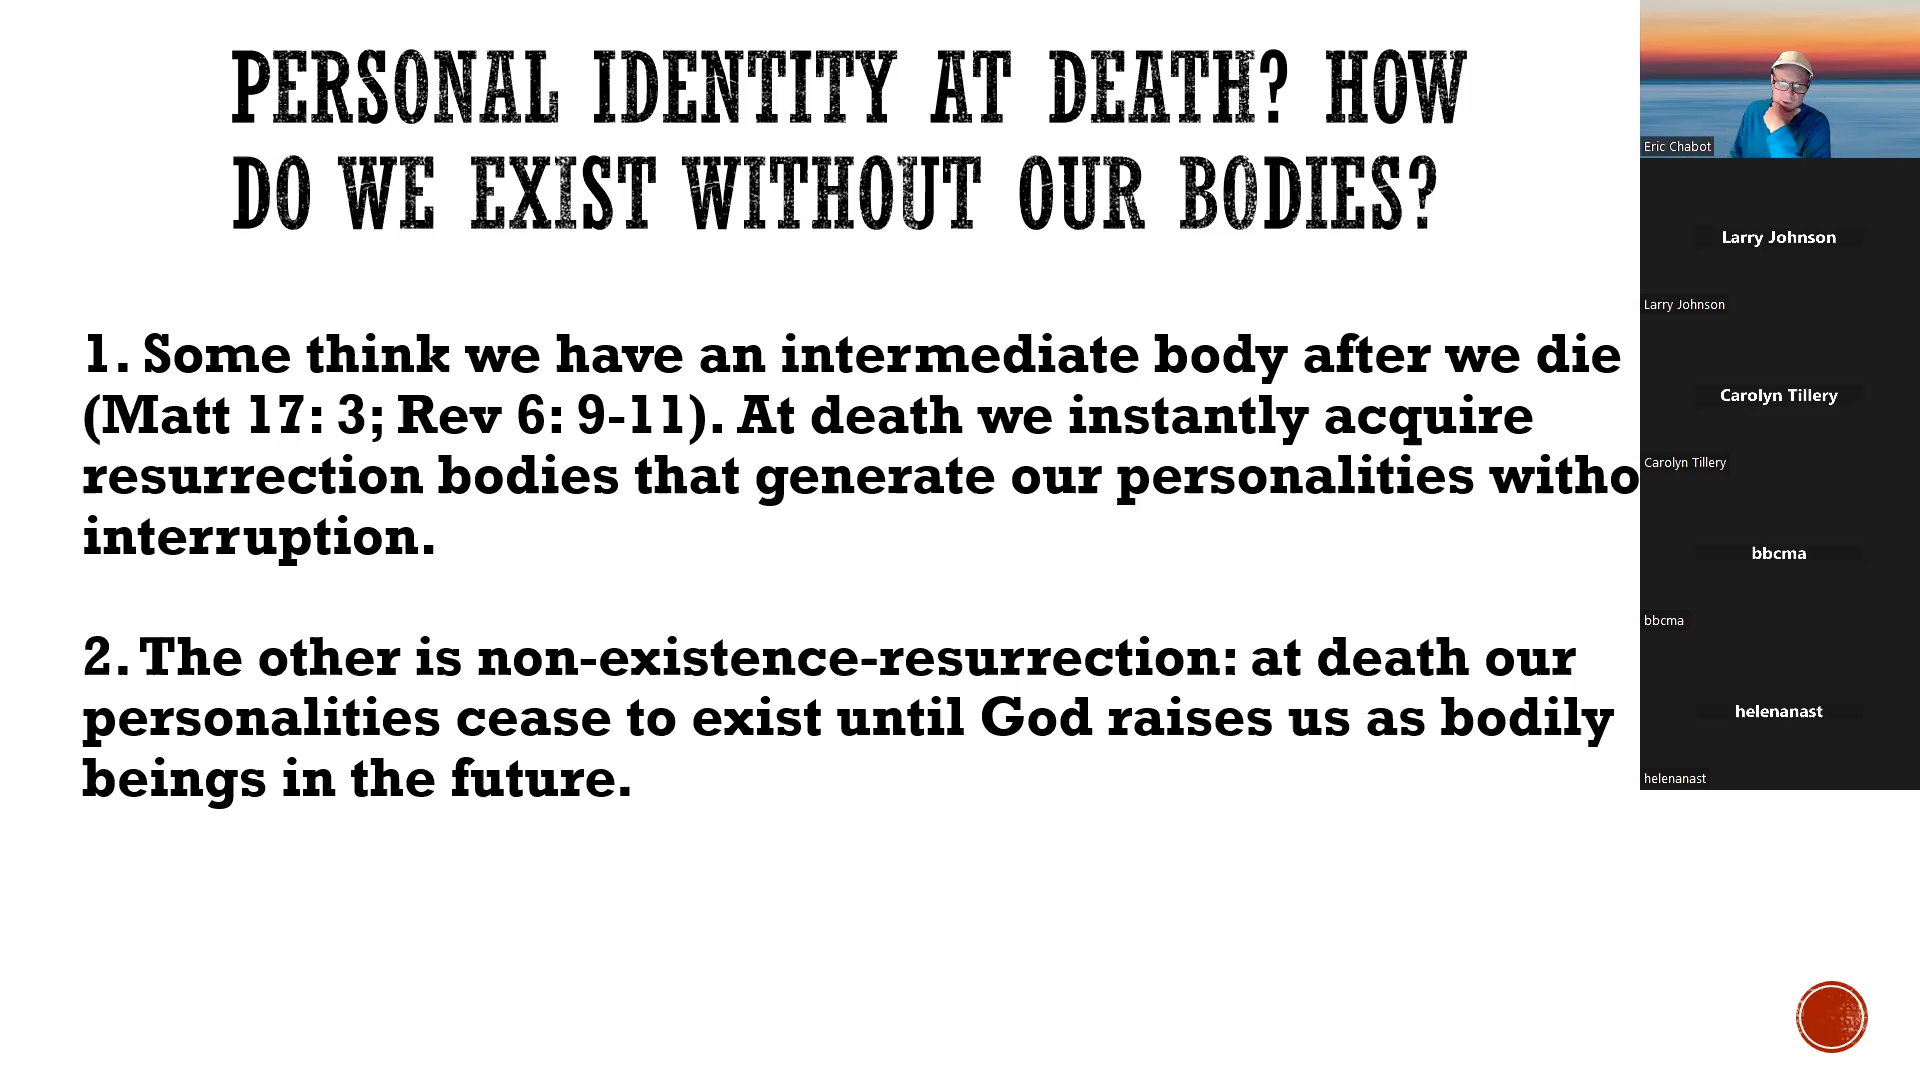 PERSONAL IDENTITY AT DEATH? HOW
DO WE EXIST WITHOUT OUR BODIES?
1. Some think we have an intermediate body after we die
(Matt 17: 3; Rev 6: 9-11). At death we instantly acquire
resurrection bodies that generate our personalities witho
interruption.
2. The other is non-existence-resurrection: at death our
personalities cease to exist until God raises us as bodily
beings in the future.
Eric Chabot
Larry Johnson
Larry Johnson
Carolyn Tillery
Carolyn Tillery
bbcma
bbcma
helenanast
helenanast